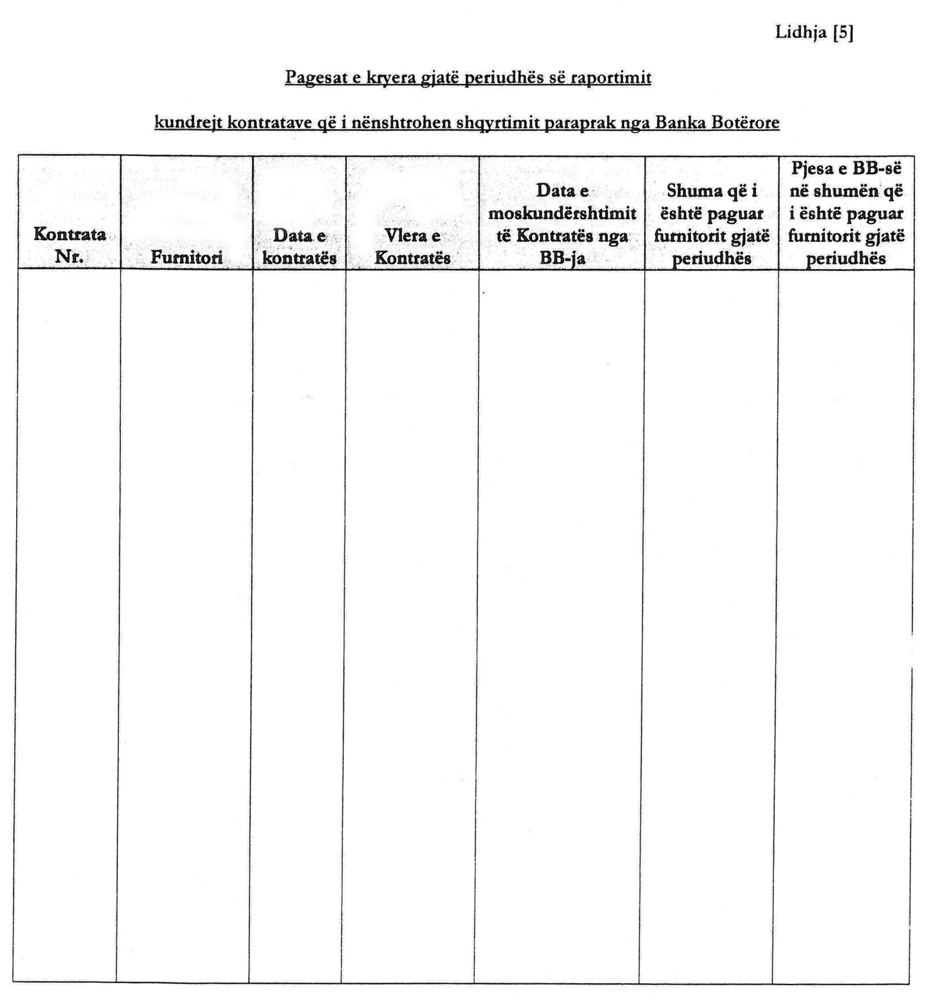 Lidhja [5]
Pagesat e kryera gjatë periudhës së raportimit
kundrejt kontratave që i nënshtrohen shqyrtimit paraprak nga Banka Botërore
Kontrata
Nr.
Furnitori
Data e
kontratës
Vlera e
Kontratës
Data e
moskundërshtimit
të Kontratës nga
BB-ja
Shuma që i
është paguar
furnitorit gjatë
periudhës
Pjesa e BB-së
në shumën që
i është paguar
furnitorit gjatë
periudhës